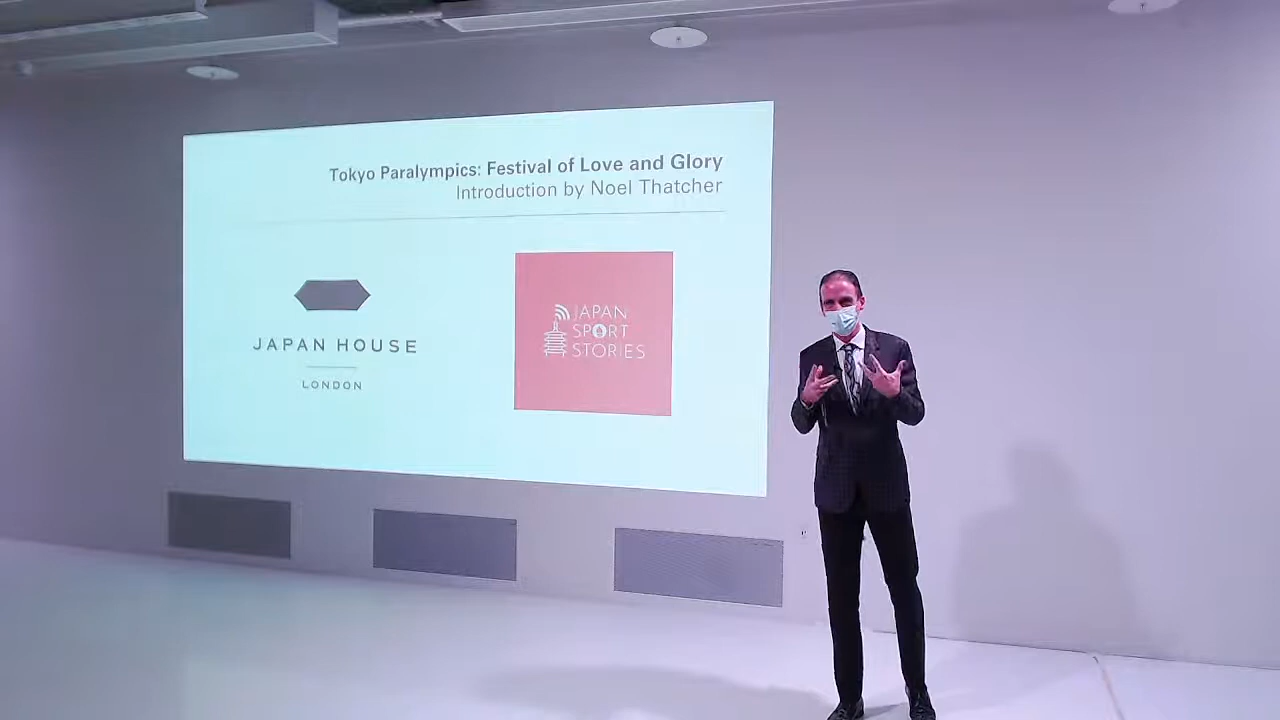 Tokyo Paralympics: Festival of Love and Glory
Introduction by Noel Thatcher
JAPAN HOUSE
LONDON
JAPAN
SPORT
STORIES